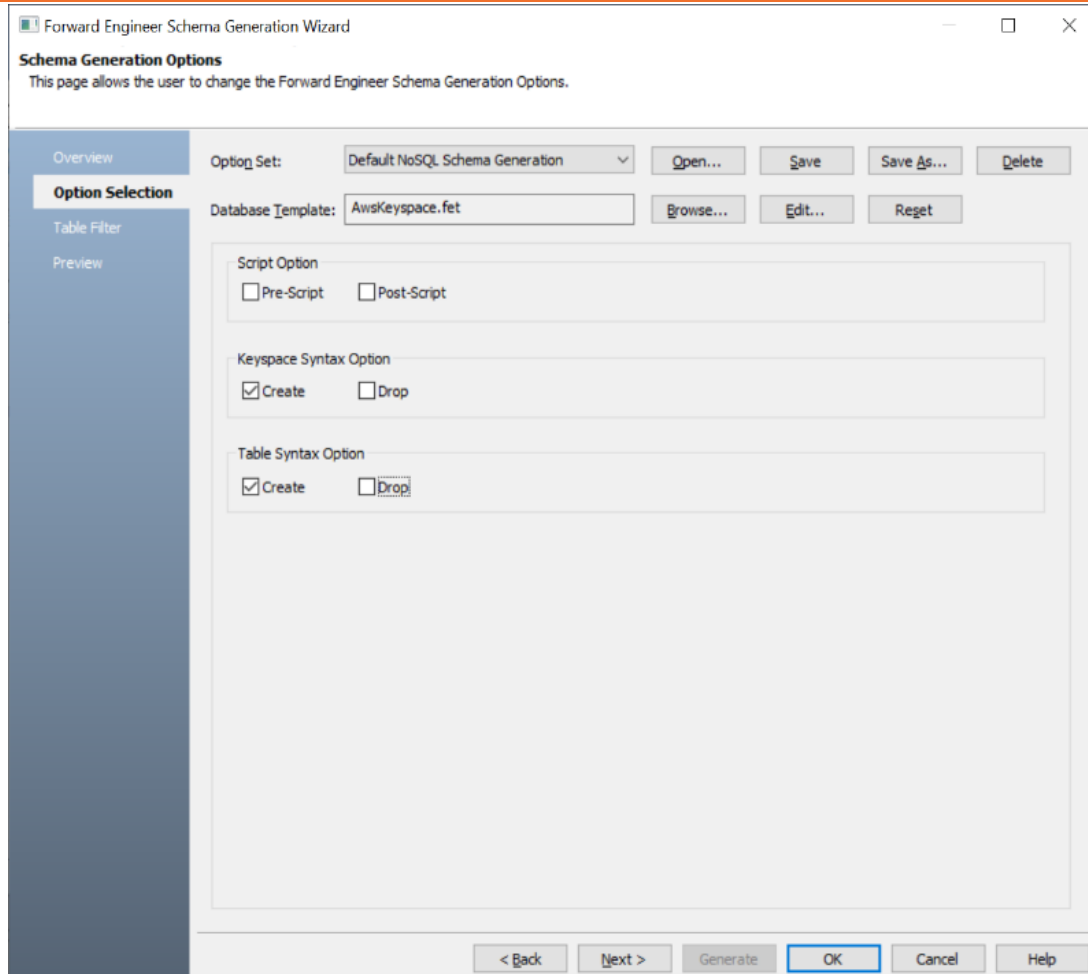 Forward Engineer Schema Generation Wizard
Schema Generation Options
This page allows the user to change the Forward Engineer Schema Generation Options.
Overview
Option Selection
Table Filter
Preview
Option Set: Default NoSQL Schema Generation Open... Save Save As... Delete
Database Template: AwsKeyspace.fet Browse... Edit... Reset
Script Option
Pre-Script Post-Script
Keyspace Syntax Option
Create Drop
Table Syntax Option
Create Drop
< Back Next > Generate OK Cancel Help